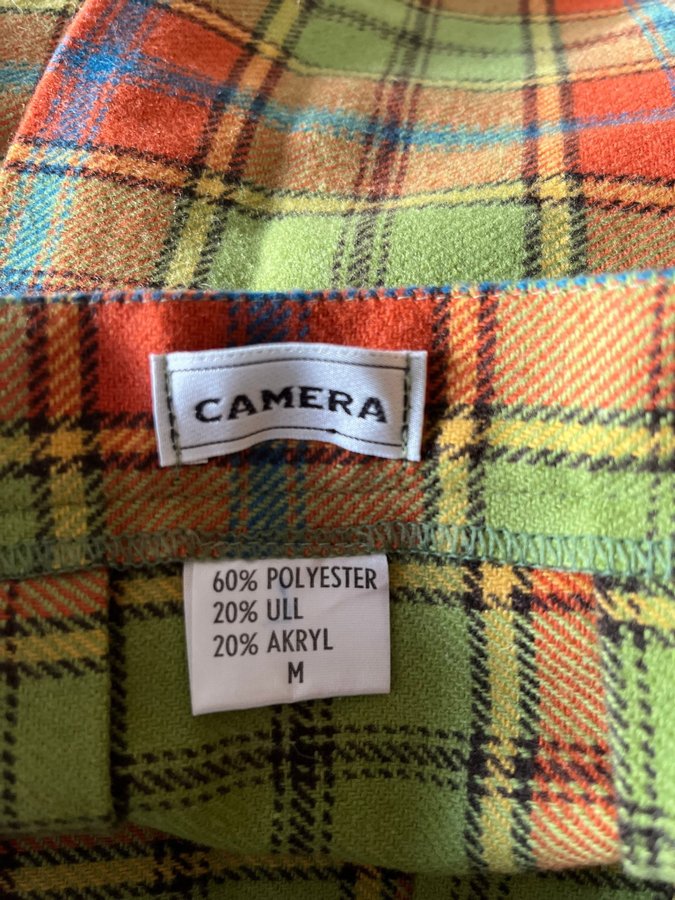 CAMERA
60% POLYESTER
20% ULL
20% AKRYL
M